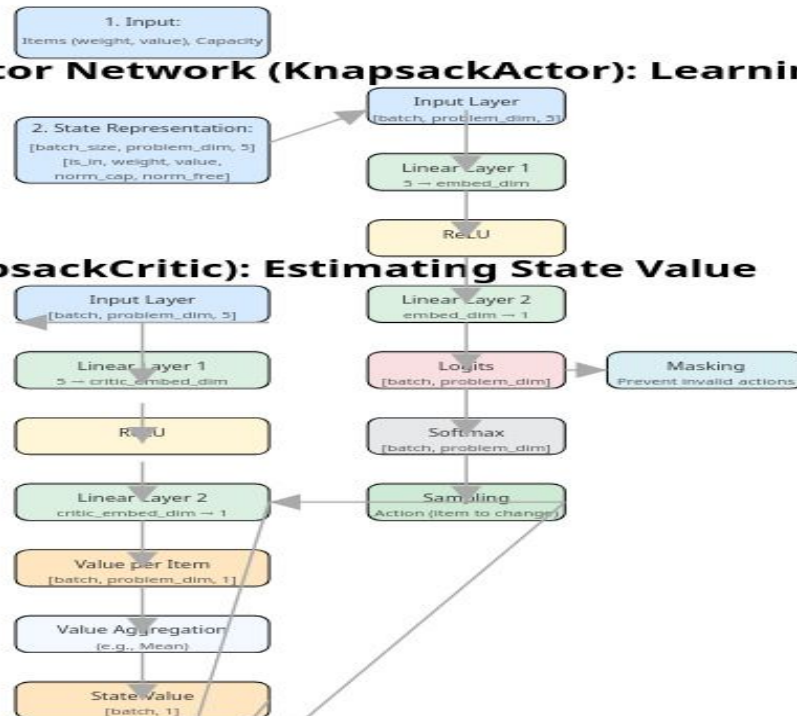 1. Input:
Items (weight, value), Capacity
tor Network (KnapsackActor): Learnin
2. State Representation:
[batch_size, problem_dim, 5]
[is_in, weight, value,
norm_cap, norm_free]
Input Layer
[batch, problem_dim, 5]
Linear Layer 1
5 → embed_dim
ReLU
psackCritic): Estimating State Value
Input Layer
[batch, problem_dim, 5]
Linear Layer 1
5 → critic_embed_dim
ReLU
Linear Layer 2
critic_embed_dim → 1
Value per Item
[batch, problem_dim, 1]
Value Aggregation
(e.g., Mean)
State Value
[batch, 1]
Linear Layer 2
embed_dim → 1
Logits
[batch, problem_dim]
Masking
Prevent invalid actions
Softmax
[batch, problem_dim]
Sampling
Action (item to change)